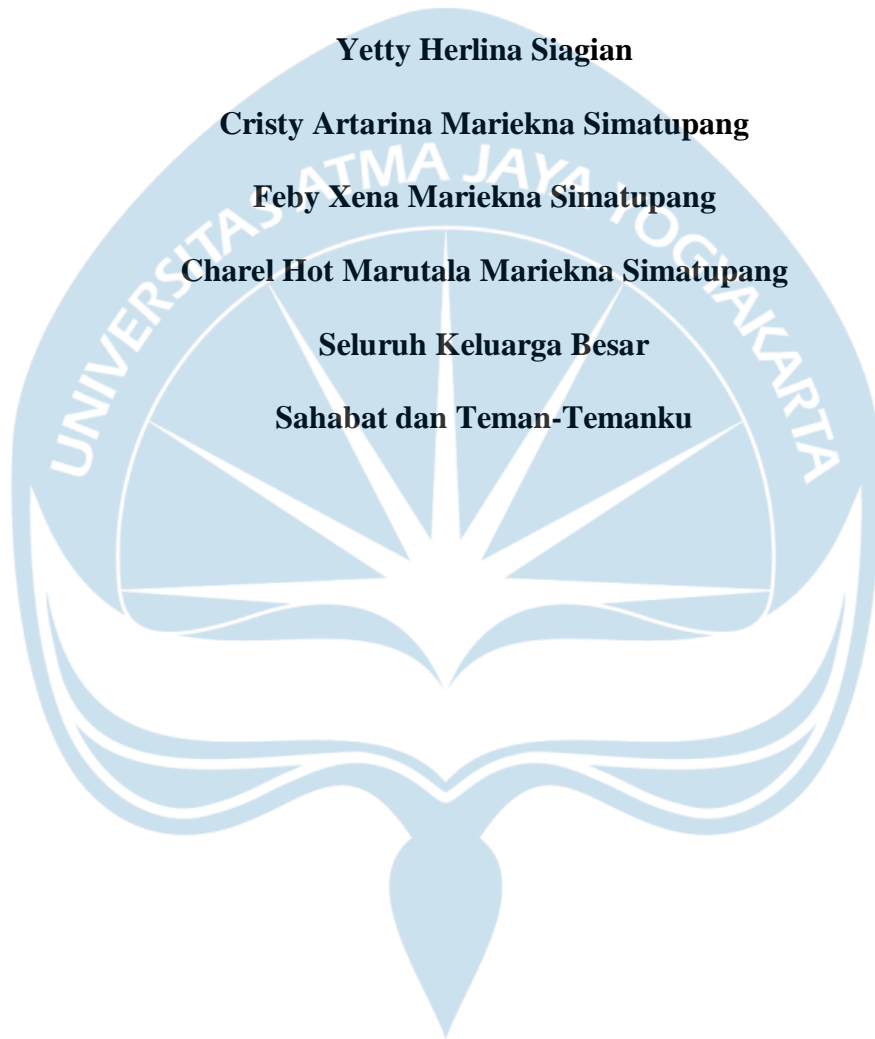 Yetty Herlina Siagian
Cristy Artarina Mariekna Simatupang
Feby Xena Mariekna Simatupang
Charel Hot Marutala Mariekna Simatupang
Seluruh Keluarga Besar
Sahabat dan Teman-Temanku
UNIVERSITAS ATMA JAYA YOGYAKARTA